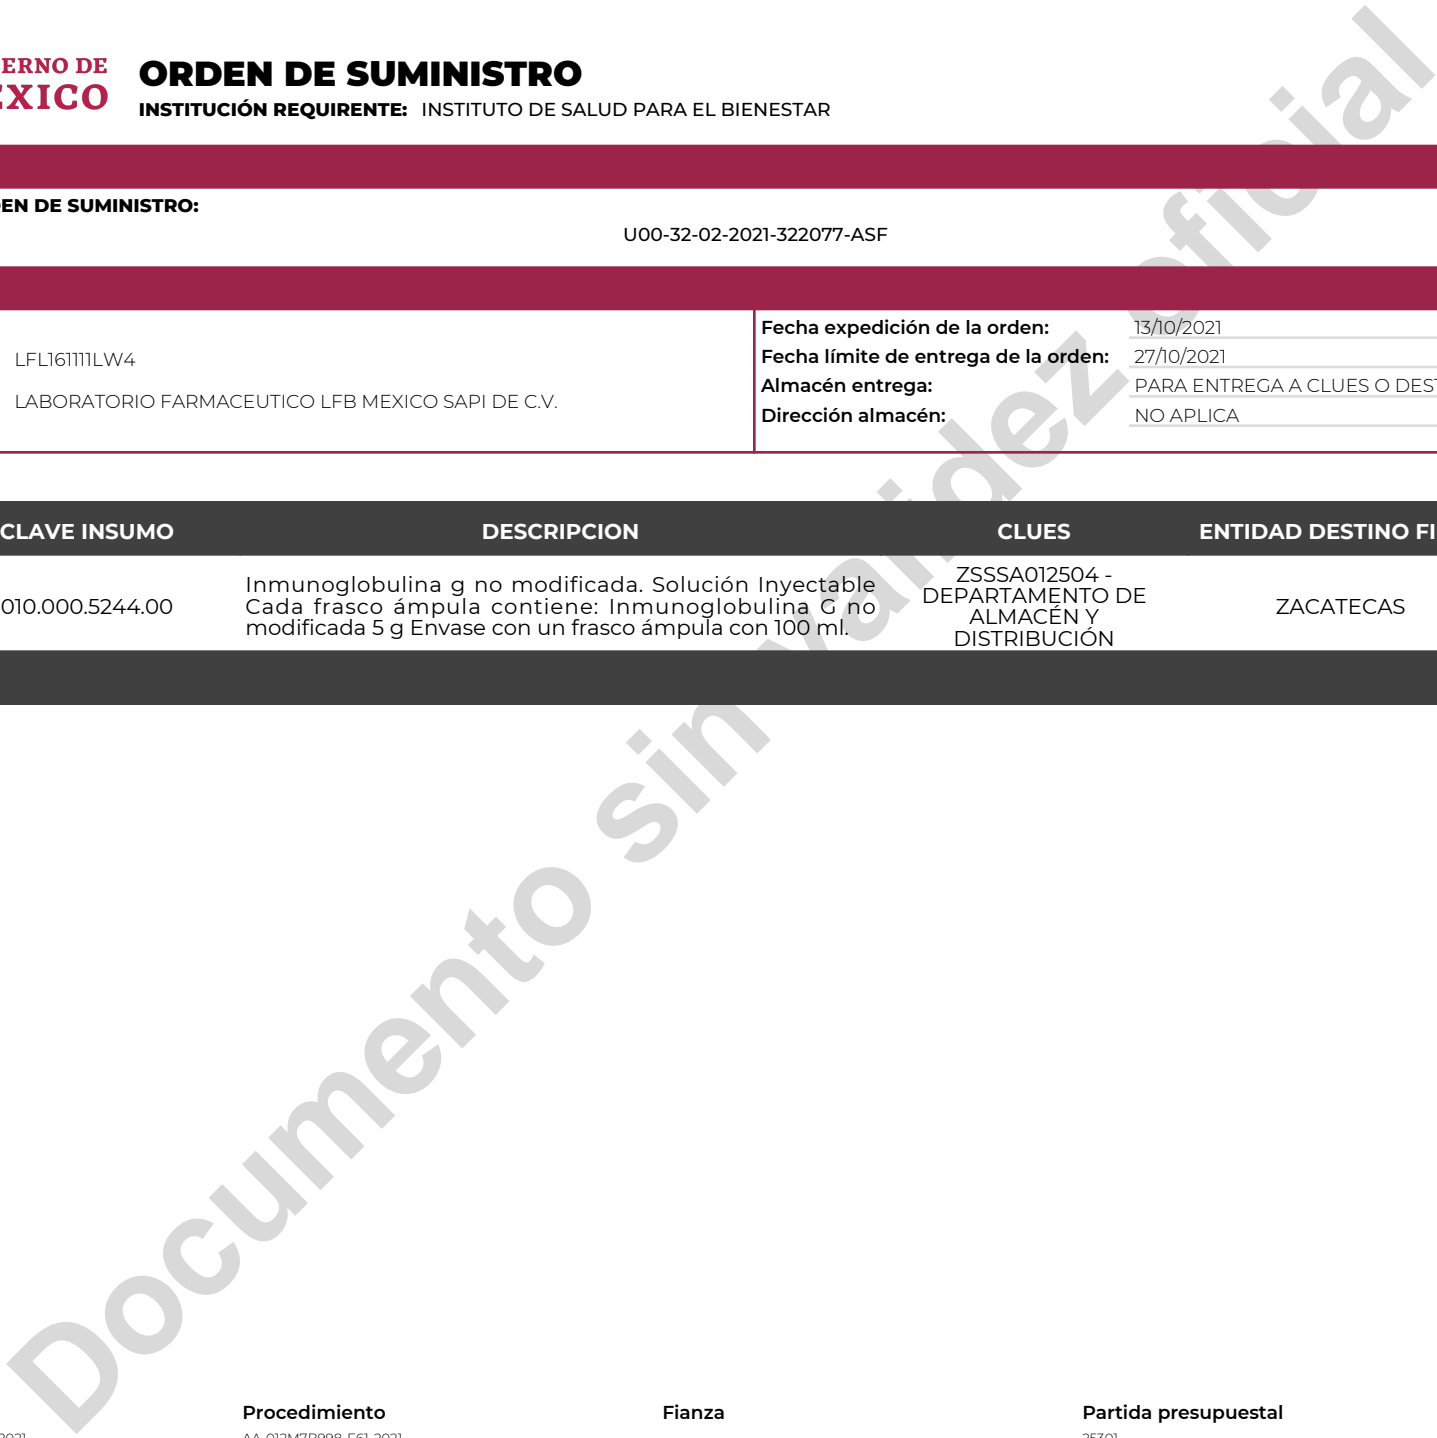 ERNO DE
ORDEN DE SUMINISTRO
INSTITUCIÓN REQUIRENTE: INSTITUTO DE SALUD PARA EL BIENESTAR
EN DE SUMINISTRO:
U00-32-02-2021-322077-ASF
LFL161111LW4
LABORATORIO FARMACEUTICO LFB MEXICO SAPI DE C.V.
Fecha expedición de la orden: 13/10/2021
Fecha límite de entrega de la orden: 27/10/2021
Almacén entrega: PARA ENTREGA A CLUES O DEST
Dirección almacén: NO APLICA
CLAVE INSUMO DESCRIPCION CLUES ENTIDAD DESTINO FI
010.000.5244.00
Inmunoglobulina g no modificada. Solución Inyectable
Cada frasco ámpula contiene: Inmunoglobulina G no
modificada 5 g Envase con un frasco ámpula con 100 ml.
ZSSSA012504 -
DEPARTAMENTO DE
ALMACÉN Y
DISTRIBUCIÓN
ZACATECAS
Documento sin validez oficial
Procedimiento Fianza Partida presupuestal